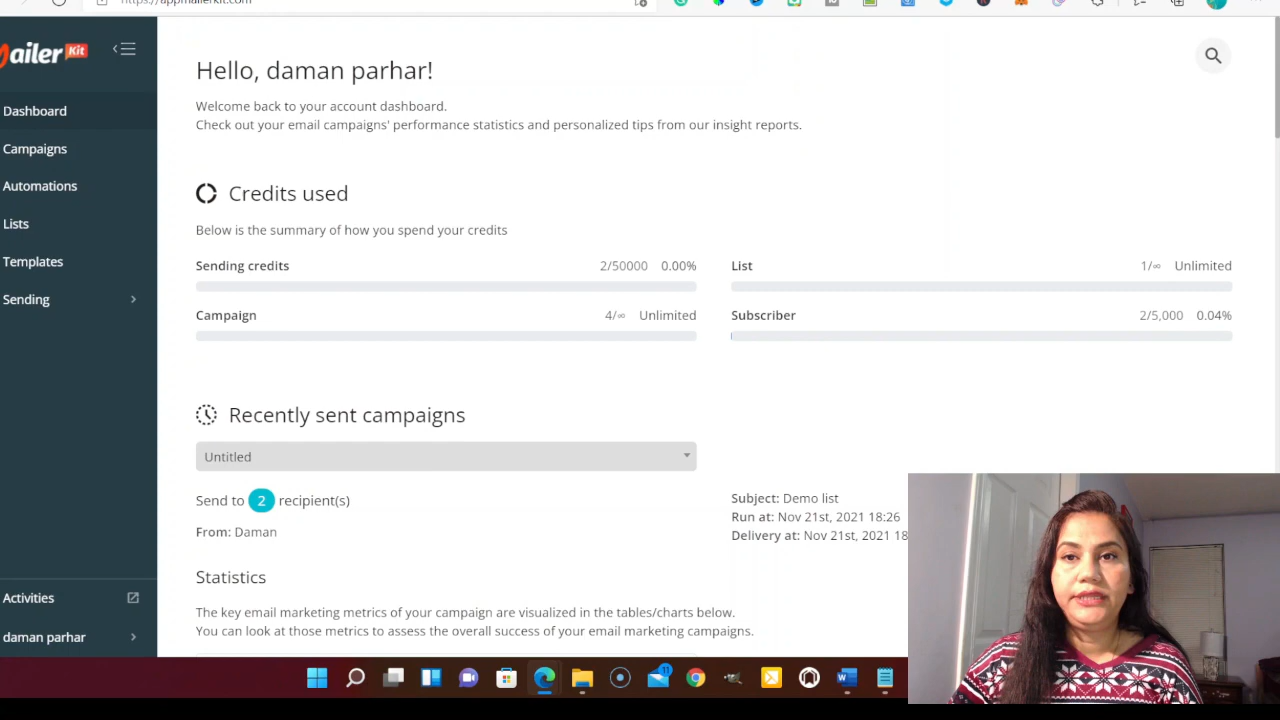 ailer Kit
Hello, daman parhar!
Welcome back to your account dashboard.
Check out your email campaigns' performance statistics and personalized tips from our insight reports.
Dashboard
Campaigns
Automations
Lists
Templates
Sending
Activities
daman parhar
Credits used
Below is the summary of how you spend your credits
Sending credits 2/50000 0.00%
List 1/∞ Unlimited
Campaign 4/∞ Unlimited
Subscriber 2/5,000 0.04%
Recently sent campaigns
Untitled
Send to 2 recipient(s)
From: Daman
Subject: Demo list
Run at: Nov 21st, 2021 18:26
Delivery at: Nov 21st, 2021 18
Statistics
The key email marketing metrics of your campaign are visualized in the tables/charts below.
You can look at those metrics to assess the overall success of your email marketing campaigns.
11